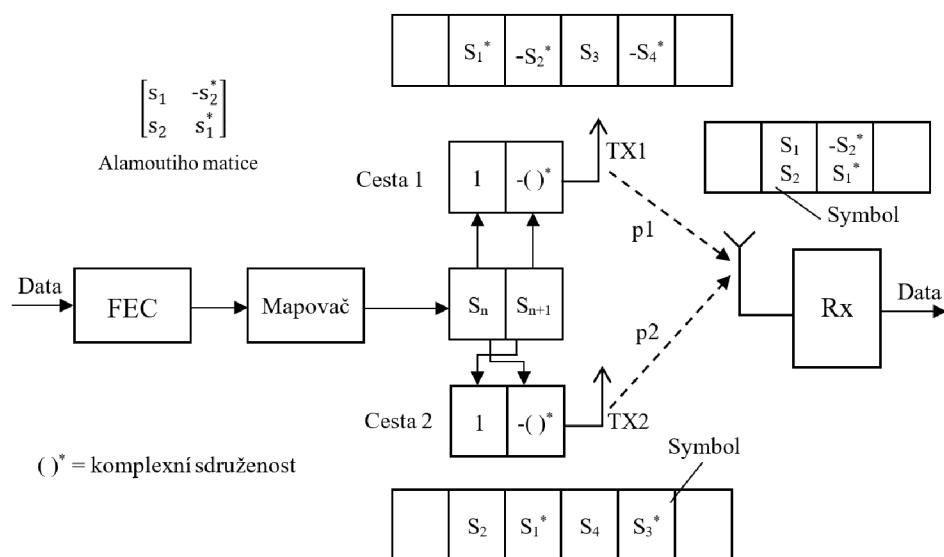 S₁* -S₂* S₃ -S₄*
[s₁ -s₂*
s₂ s₁*]
Alamoutiho matice
TX1
S₁ -S₂*
S₂ S₁*
Symbol
Cesta 1 1 -( )*
p1
Data FEC Mapovač Sₙ Sₙ₊₁ Rx Data
p2
Cesta 2 1 -( )* TX2
( )* = komplexní sdruženost
Symbol
S₂ S₁* S₄ S₃*